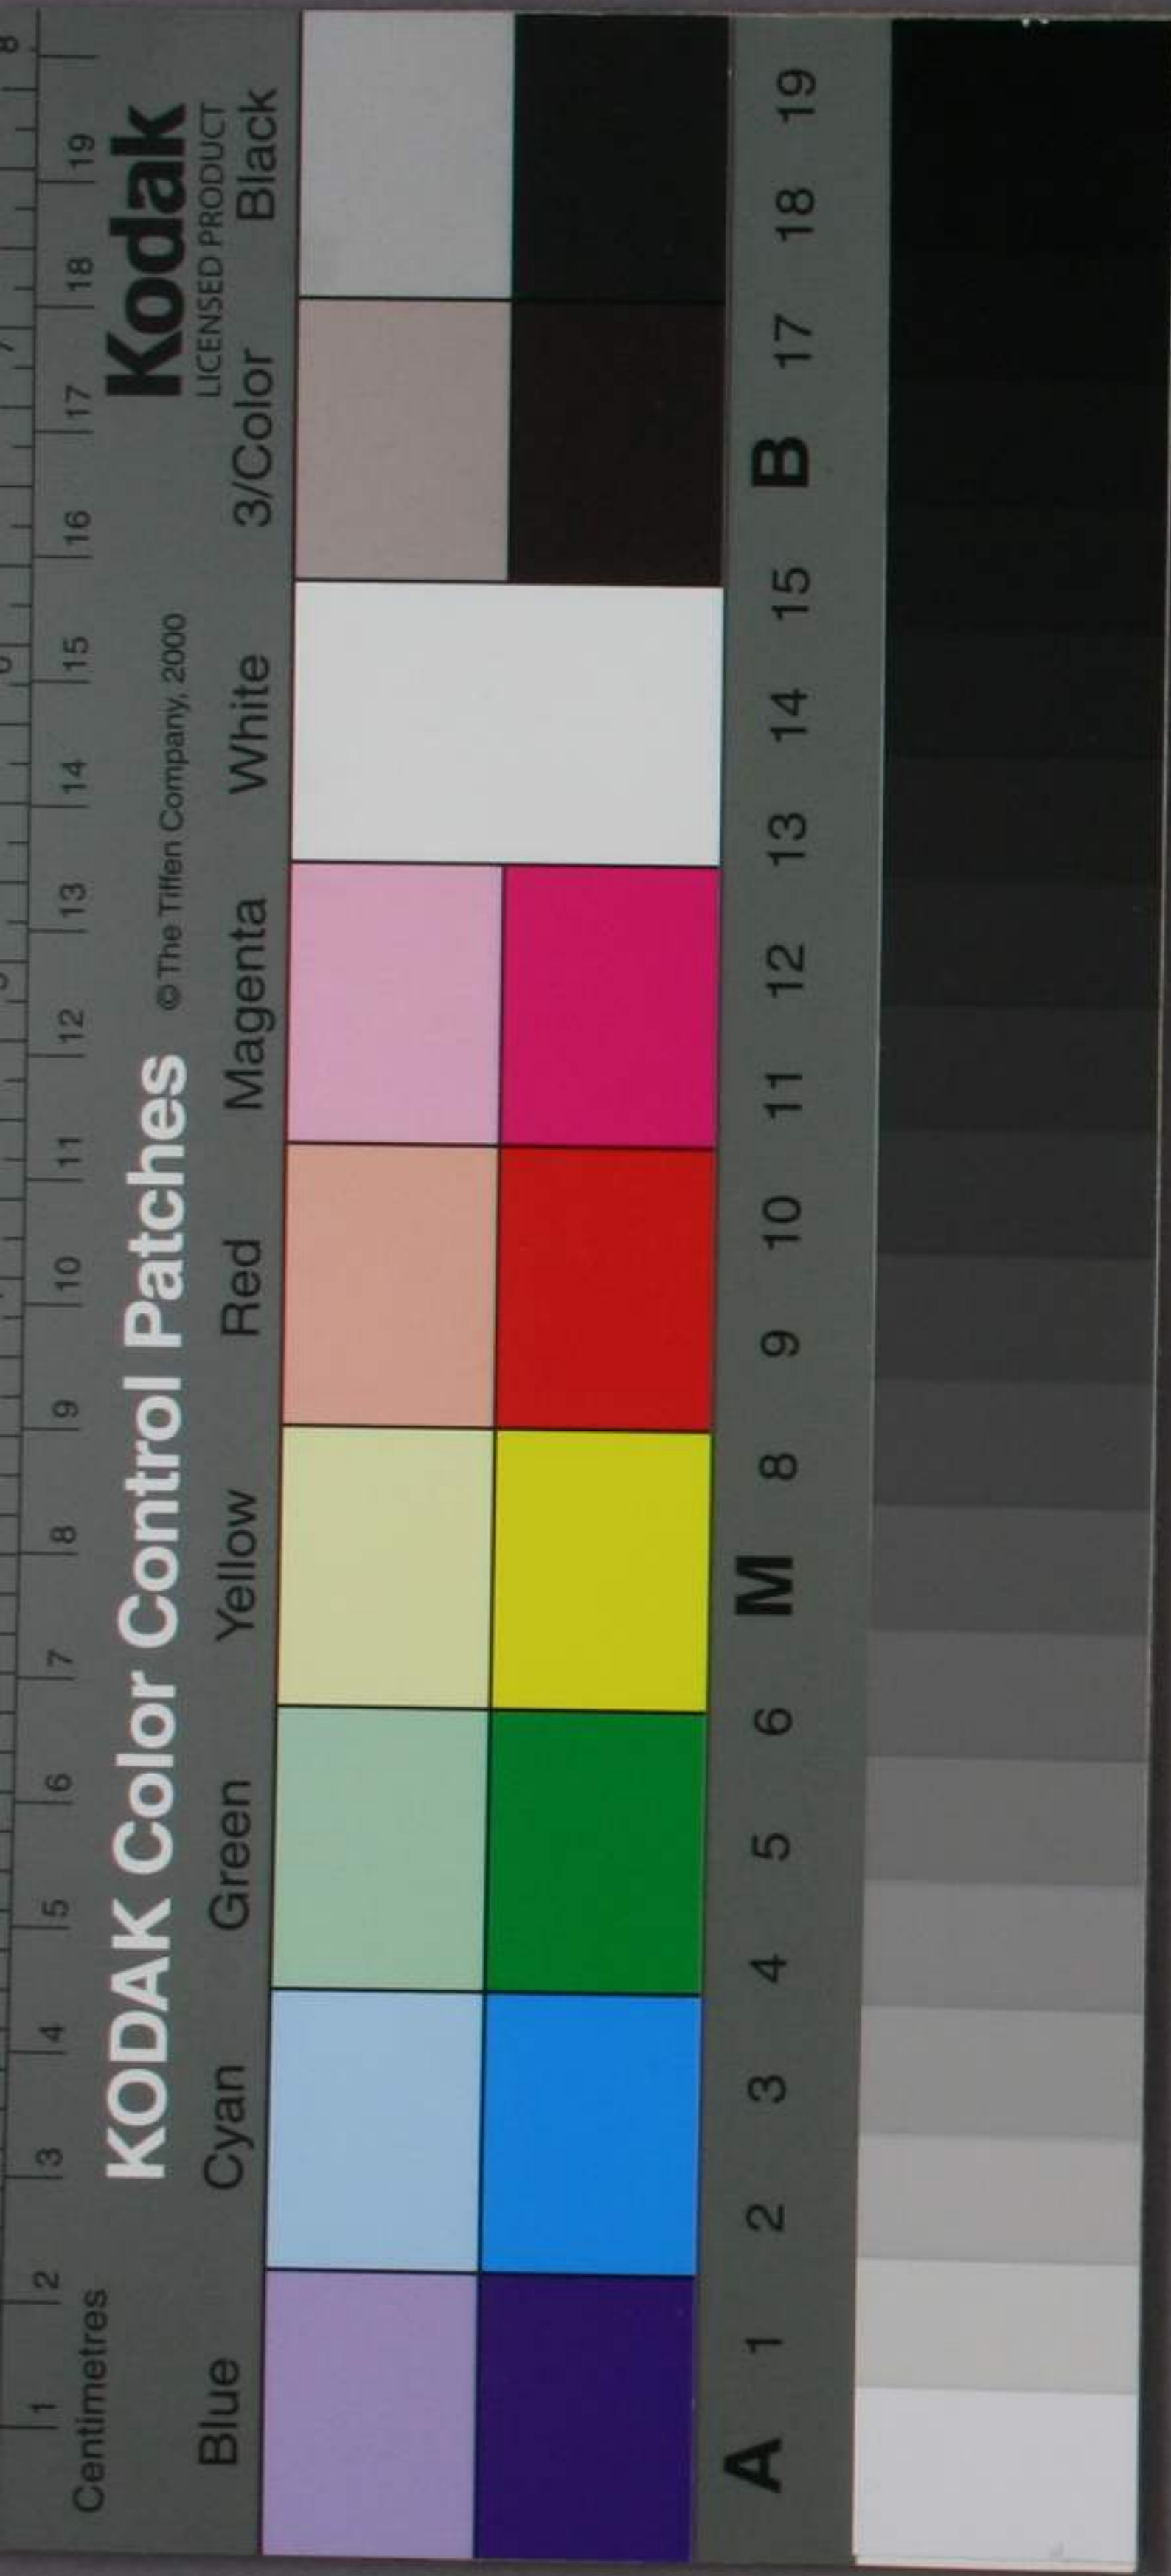 8
1 2 3 4 5 6 7 8 9 10 11 12 13 14 15 16 17 18 19
Centimetres
KODAK Color Control Patches © The Tiffen Company, 2000 Kodak
LICENSED PRODUCT
Blue Cyan Green Yellow Red Magenta White 3/Color Black
A 1 2 3 4 5 6 M 8 9 10 11 12 13 14 15 B 17 18 19